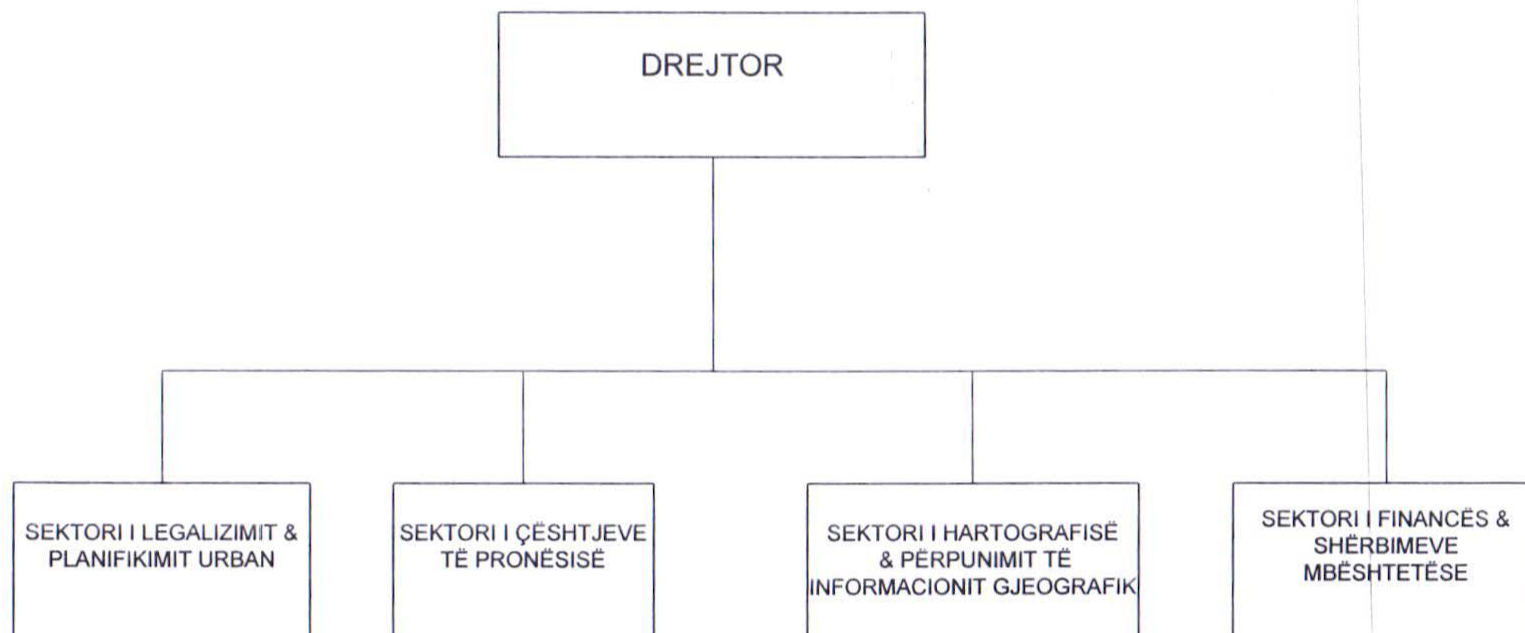 DREJTOR
SEKTORI I LEGALIZIMIT &
PLANIFIKIMIT URBAN
SEKTORI I ÇËSHTJEVE
TË PRONËSISË
SEKTORI I HARTOGRAFISË
& PËRPUNIMIT TË
INFORMACIONIT GJEOGRAFIK
SEKTORI I FINANCËS &
SHËRBIMEVE
MBËSHTETËSE